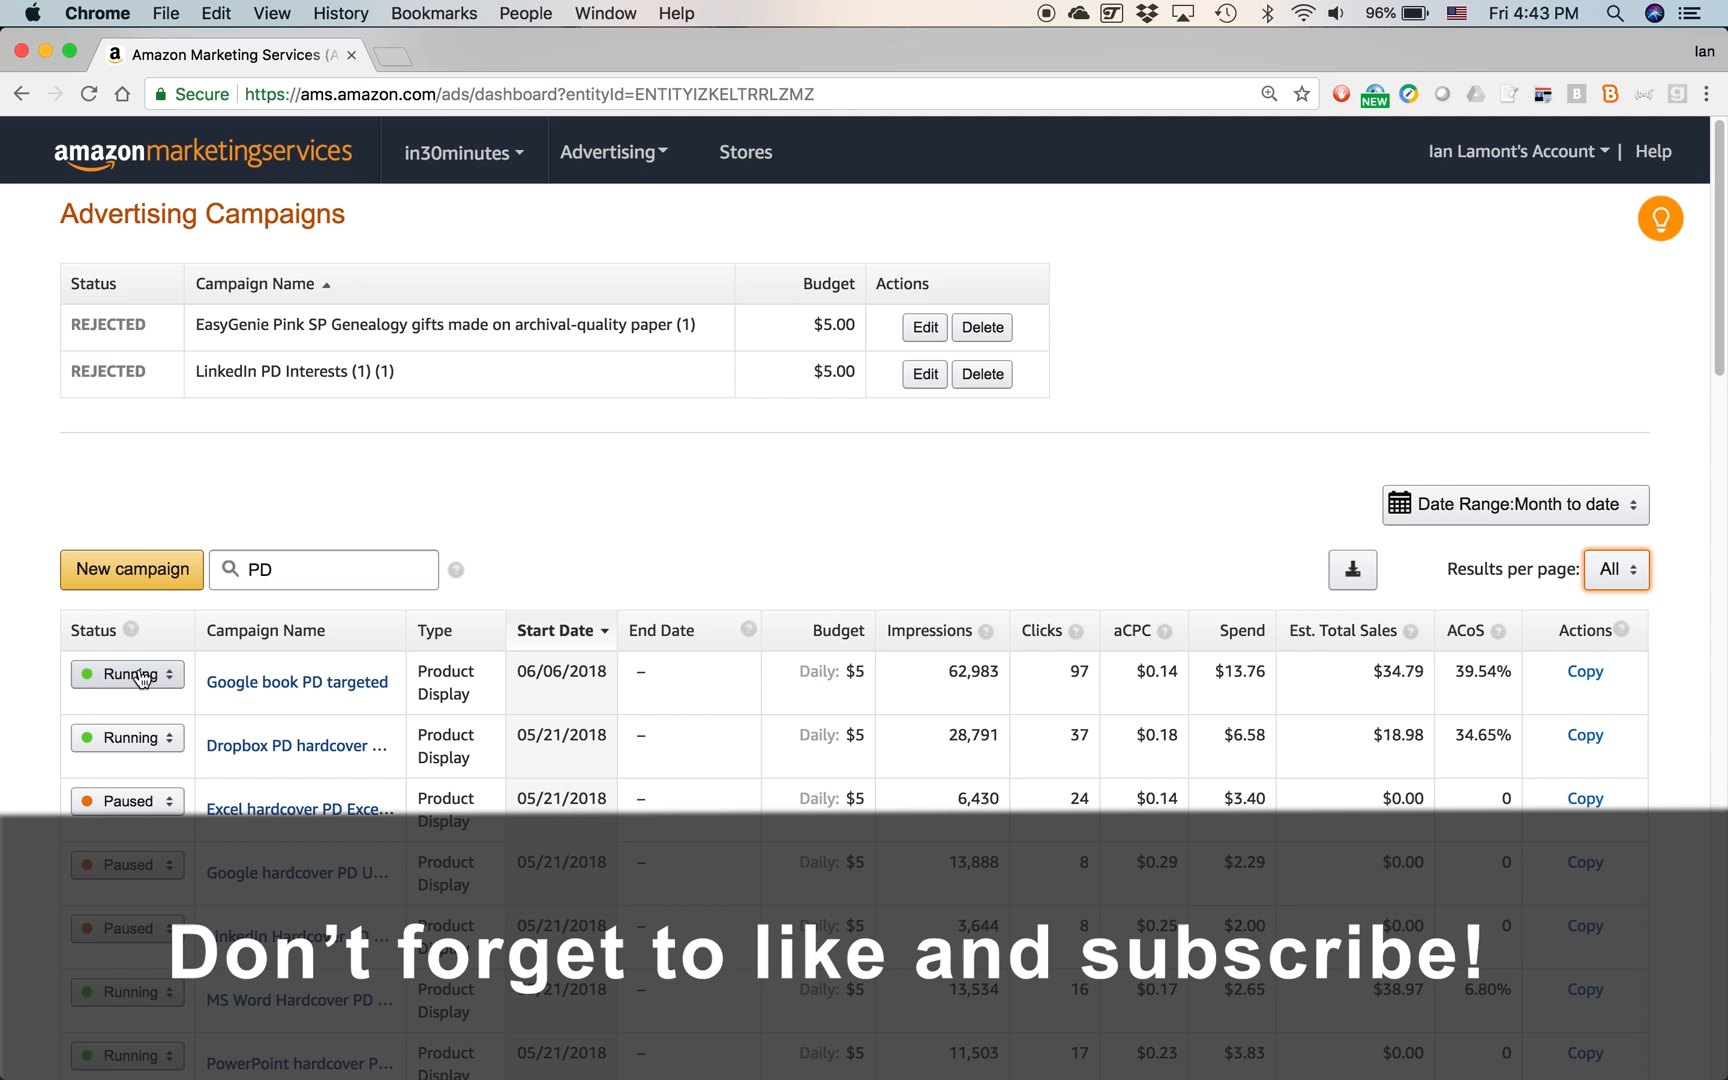 Chrome File Edit View History Bookmarks People Window Help 96% Fri 4:43 PM
Amazon Marketing Services (A Ian
Secure https://ams.amazon.com/ads/dashboard?entityId=ENTITYIZKELTRRLZMZ NEW
amazonmarketingservices in30minutes Advertising Stores Ian Lamont's Account | Help
Advertising Campaigns
Status Campaign Name Budget Actions
REJECTED EasyGenie Pink SP Genealogy gifts made on archival-quality paper (1) $5.00 Edit Delete
REJECTED LinkedIn PD Interests (1) (1) $5.00 Edit Delete
Date Range:Month to date
New campaign PD Results per page: All
Status Campaign Name Type Start Date End Date Budget Impressions Clicks aCPC Spend Est. Total Sales ACoS Actions
Running Google book PD targeted Product Display 06/06/2018 – Daily: $5 62,983 97 $0.14 $13.76 $34.79 39.54% Copy
Running Dropbox PD hardcover ... Product Display 05/21/2018 – Daily: $5 28,791 37 $0.18 $6.58 $18.98 34.65% Copy
Paused Excel hardcover PD Exce... Product Display 05/21/2018 – Daily: $5 6,430 24 $0.14 $3.40 $0.00 0 Copy
Paused Google hardcover PD U... Product Display 05/21/2018 – Daily: $5 13,888 8 $0.29 $2.29 $0.00 0 Copy
Paused LinkedIn Hardcover PD ... Product 05/21/2018 Daily: $5 3,644 8 $0.25 $2.00 $0.00 0 Copy
Don't forget to like and subscribe!
Running MS Word Hardcover PD ... Product Display 05/21/2018 – Daily: $5 13,534 16 $0.17 $2.65 $38.97 6.80% Copy
Running PowerPoint hardcover P... Product Display 05/21/2018 – Daily: $5 11,503 17 $0.23 $3.83 $0.00 0 Copy